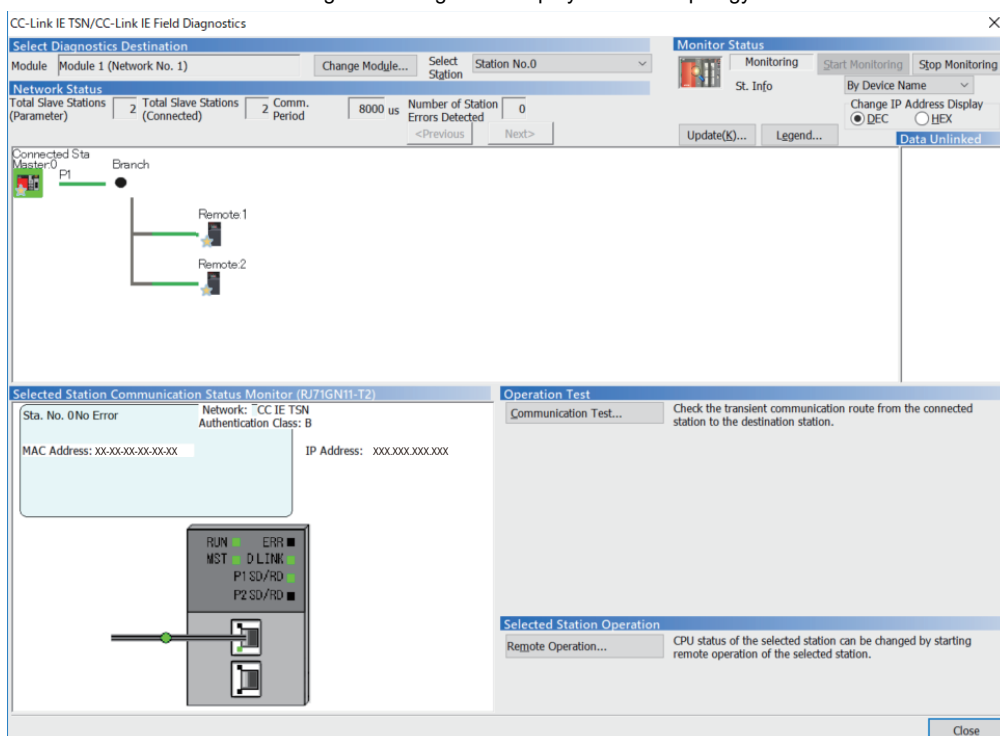 CC-Link IE TSN/CC-Link IE Field Diagnostics
Select Diagnostics Destination
Module Module 1 (Network No. 1) Change Module... Select Station Station No.0
Monitor Status
Monitoring Start Monitoring Stop Monitoring
St. Info By Device Name
Network Status
Total Slave Stations (Parameter) 2 Total Slave Stations (Connected) 2 Comm. Period 8000 us Number of Station Errors Detected 0
<Previous Next>
Change IP Address Display
DEC HEX
Update(K)... Legend...
Data Unlinked
Connected Sta
Master:0
P1
Branch
Remote:1
Remote:2
Selected Station Communication Status Monitor (RJ71GN11-T2)
Sta. No. 0 No Error
Network: CC IE TSN
Authentication Class: B
MAC Address: XX-XX-XX-XX-XX-XX IP Address: XXX.XXX.XXX.XXX
RUN ERR
MST D LINK
P1 SD/RD
P2 SD/RD
Operation Test
Communication Test... Check the transient communication route from the connected
station to the destination station.
Selected Station Operation
Remote Operation... CPU status of the selected station can be changed by starting
remote operation of the selected station.
Close